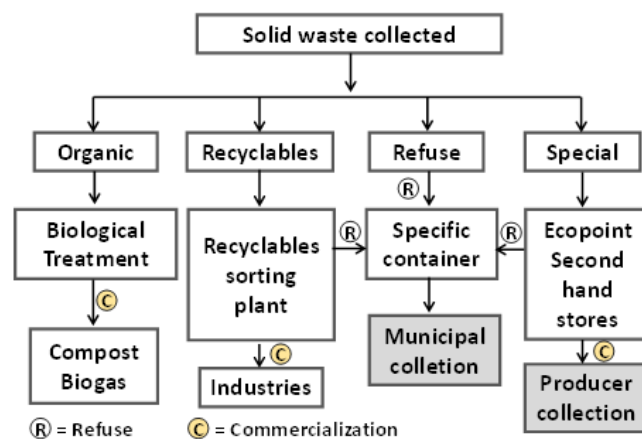 Solid waste collected
Organic
Recyclables
Refuse
Special
R
Biological
Treatment
Recyclables
sorting
plant
R
Specific
container
R
Ecopoint
Second
hand
stores
C
C
C
Compost
Biogas
Industries
Municipal
colletion
Producer
collection
R = Refuse
C = Commercialization